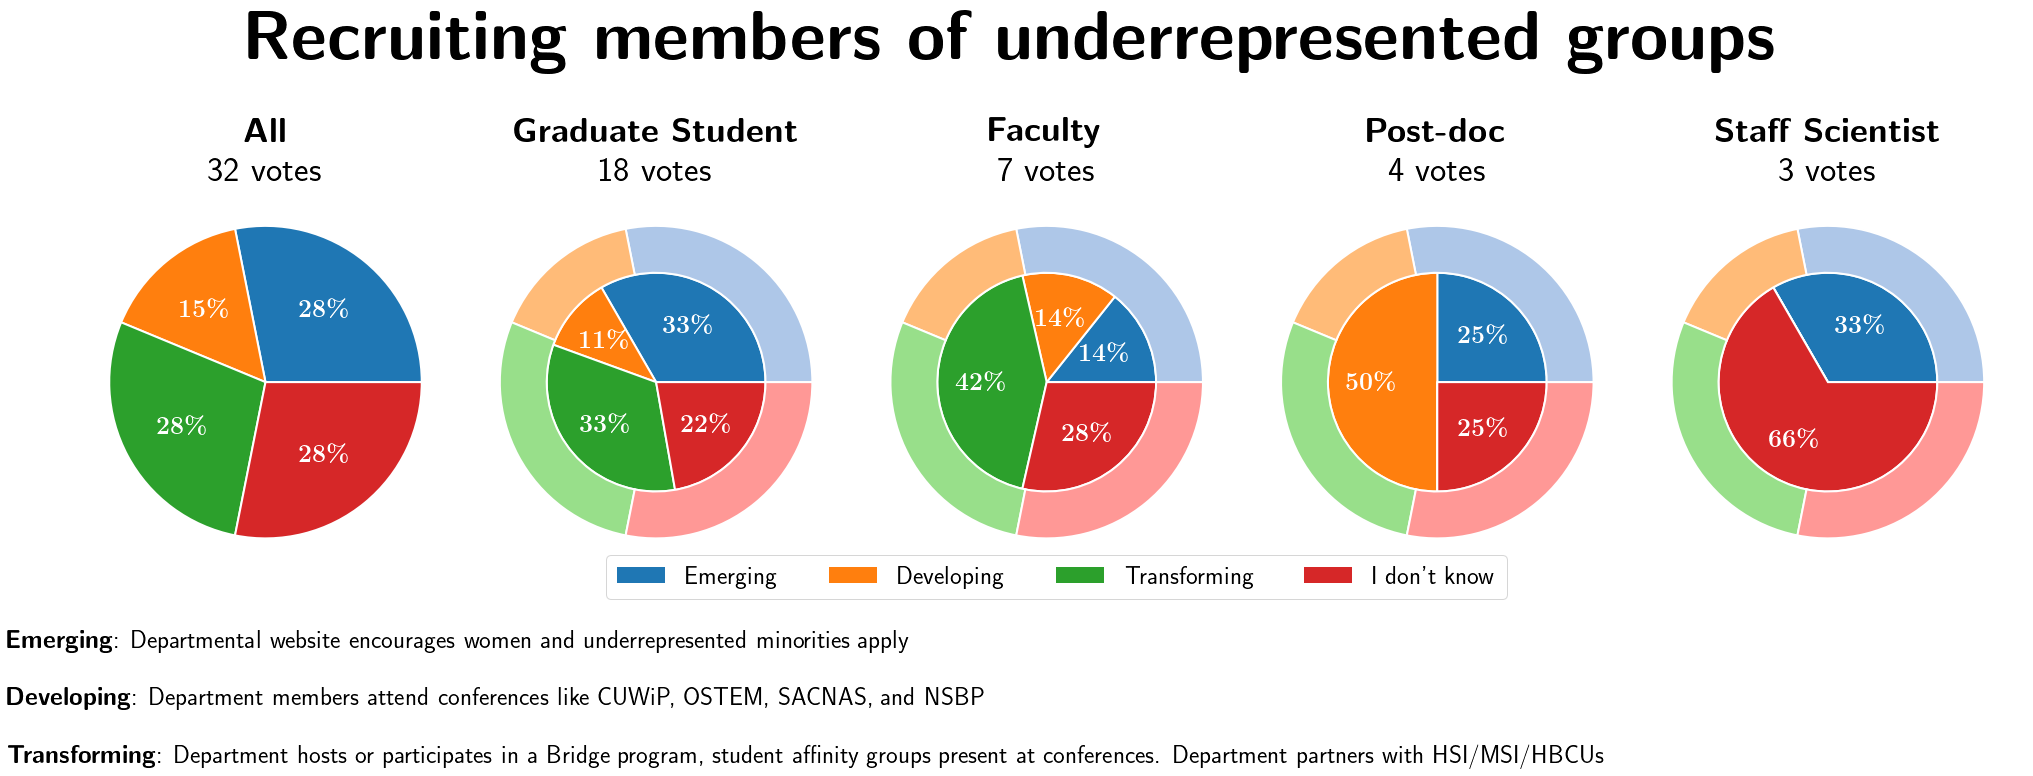 Recruiting members of underrepresented groups
All
32 votes
28%
15%
28%
28%
Graduate Student
18 votes
33%
11%
33%
22%
Faculty
7 votes
14%
14%
42%
28%
Post-doc
4 votes
25%
50%
25%
Staff Scientist
3 votes
33%
66%
Emerging
Developing
Transforming
I don't know
Emerging: Departmental website encourages women and underrepresented minorities apply
Developing: Department members attend conferences like CUWiP, OSTEM, SACNAS, and NSBP
Transforming: Department hosts or participates in a Bridge program, student affinity groups present at conferences. Department partners with HSI/MSI/HBCUs